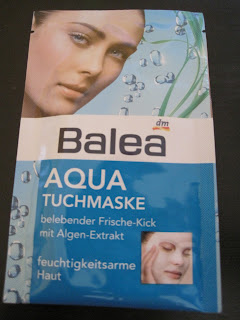 dm
Balea
AQUA
TUCHMASKE
belebender Frische-Kick
mit Algen-Extrakt
feuchtigkeitsarme
Haut